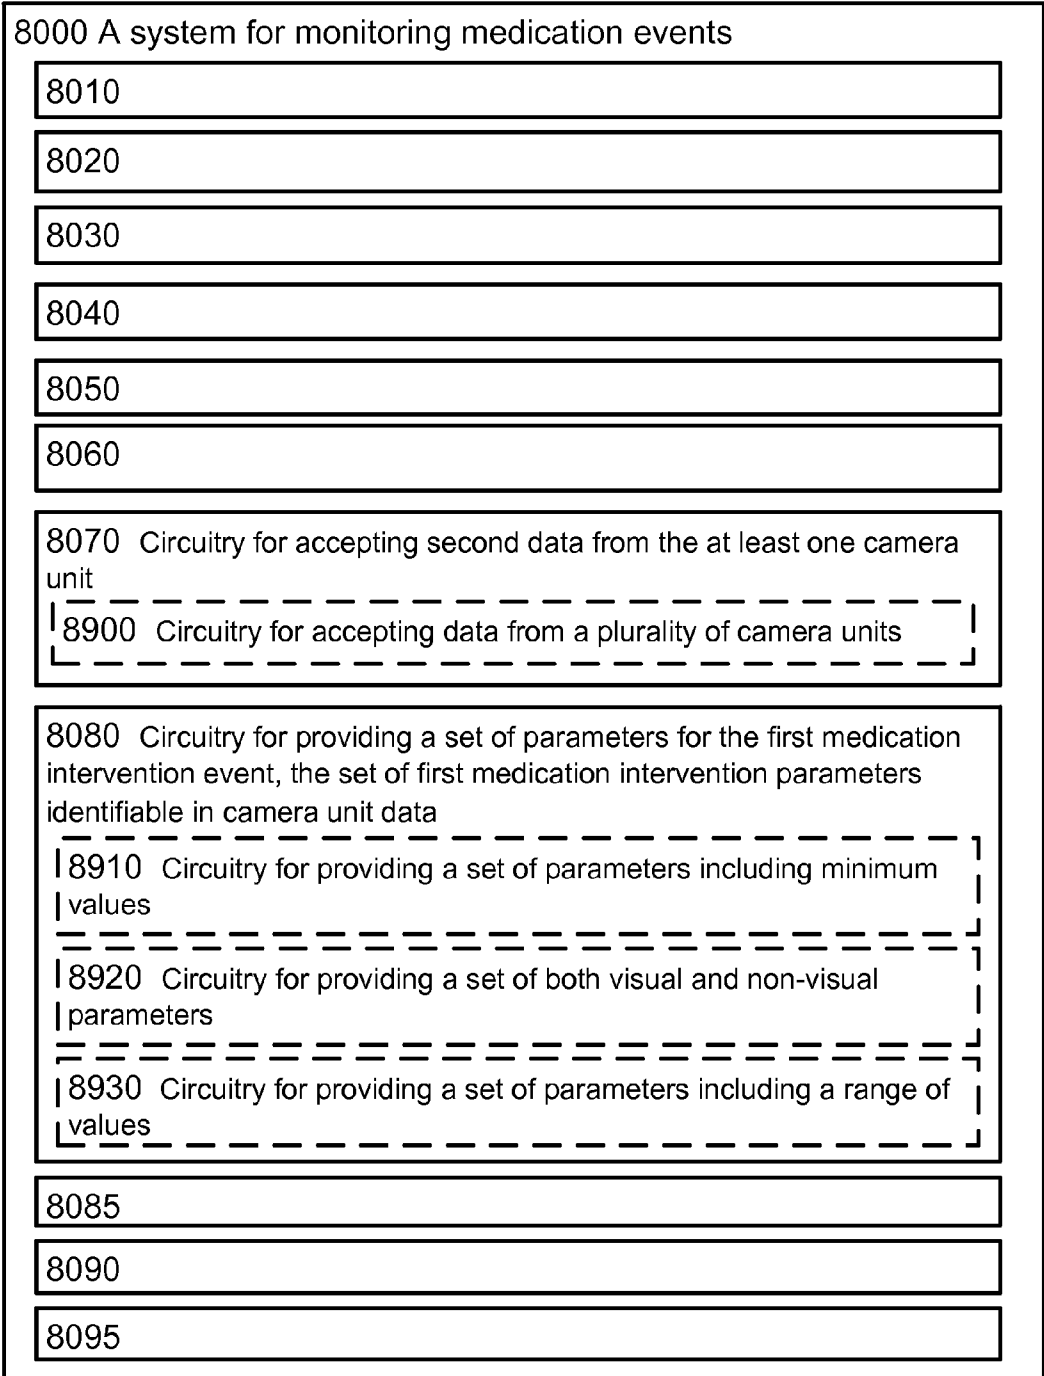 8000 A system for monitoring medication events
8010
8020
8030
8040
8050
8060
8070 Circuitry for accepting second data from the at least one camera
unit
8900 Circuitry for accepting data from a plurality of camera units
8080 Circuitry for providing a set of parameters for the first medication
intervention event, the set of first medication intervention parameters
identifiable in camera unit data
8910 Circuitry for providing a set of parameters including minimum
values
8920 Circuitry for providing a set of both visual and non-visual
parameters
8930 Circuitry for providing a set of parameters including a range of
values
8085
8090
8095